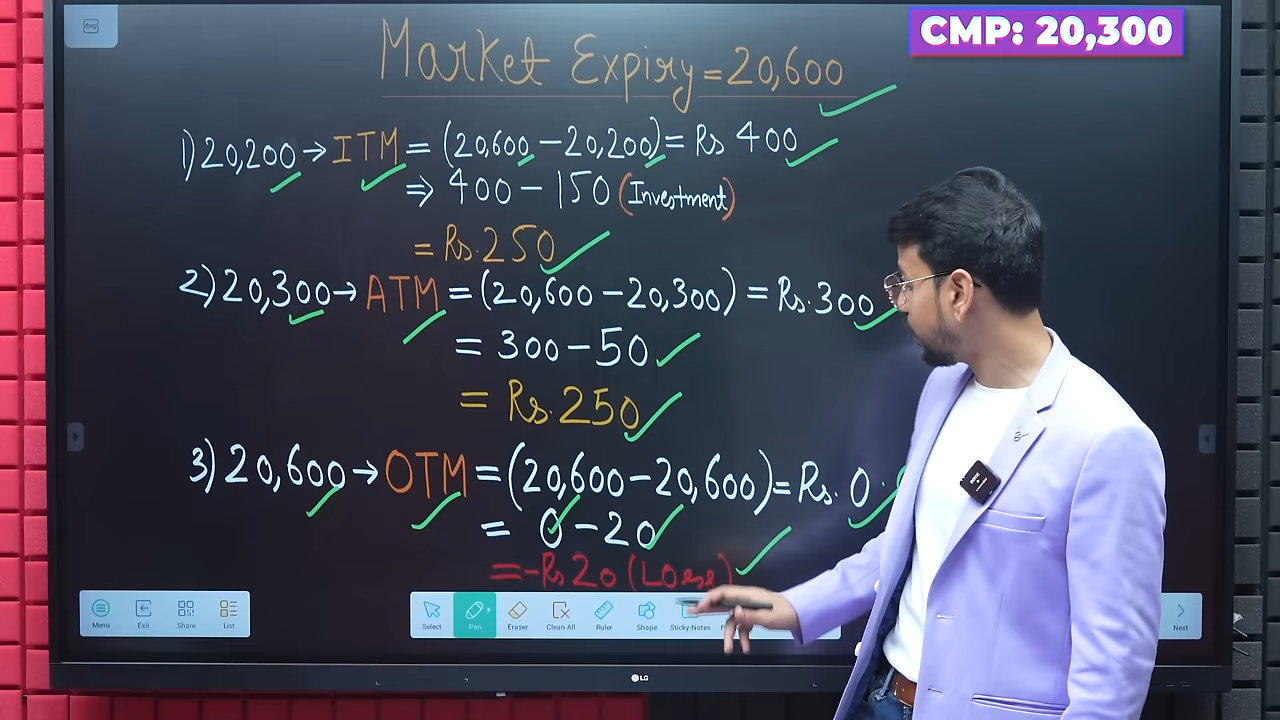 CMP: 20,300
Market Expiry = 20,600
1) 20,200 → ITM = (20,600 – 20,200) = Rs 400
⇒ 400 – 150 (Investment)
= Rs. 250
2) 20,300 → ATM = (20,600 – 20,300) = Rs. 300
= 300 – 50
= Rs. 250
3) 20,600 → OTM = (20,600 – 20,600) = Rs. 0
= 0 – 20
= -Rs 20 (Lose)
Menu Exit Share List Select Pen Eraser Clean All Ruler Shape Sticky-Notes Next
LG